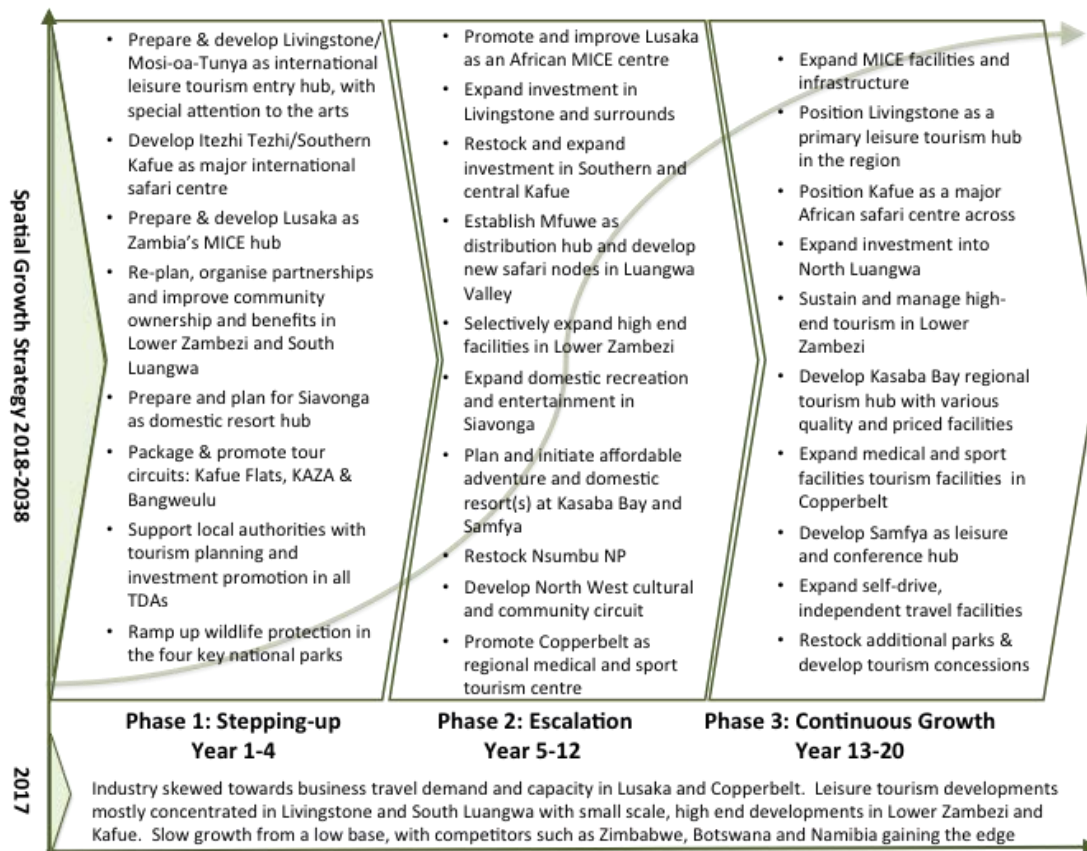 Spatial Growth Strategy 2018-2038
• Prepare & develop Livingstone/
Mosi-oa-Tunya as international
leisure tourism entry hub, with
special attention to the arts
• Develop Itezhi Tezhi/Southern
Kafue as major international
safari centre
• Prepare & develop Lusaka as
Zambia's MICE hub
• Re-plan, organise partnerships
and improve community
ownership and benefits in
Lower Zambezi and South
Luangwa
• Prepare and plan for Siavonga
as domestic resort hub
• Package & promote tour
circuits: Kafue Flats, KAZA &
Bangweulu
• Support local authorities with
tourism planning and
investment promotion in all
TDAs
• Ramp up wildlife protection in
the four key national parks
Phase 1: Stepping-up
Year 1-4
• Promote and improve Lusaka
as an African MICE centre
• Expand investment in
Livingstone and surrounds
• Restock and expand
investment in Southern and
central Kafue
• Establish Mfuwe as
distribution hub and develop
new safari nodes in Luangwa
Valley
• Selectively expand high end
facilities in Lower Zambezi
• Expand domestic recreation
and entertainment in
Siavonga
• Plan and initiate affordable
adventure and domestic
resort(s) at Kasaba Bay and
Samfya
• Restock Nsumbu NP
• Develop North West cultural
and community circuit
• Promote Copperbelt as
regional medical and sport
tourism centre
Phase 2: Escalation
Year 5-12
• Expand MICE facilities and
infrastructure
• Position Livingstone as a
primary leisure tourism hub
in the region
• Position Kafue as a major
African safari centre across
• Expand investment into
North Luangwa
• Sustain and manage high-
end tourism in Lower
Zambezi
• Develop Kasaba Bay regional
tourism hub with various
quality and priced facilities
• Expand medical and sport
facilities tourism facilities in
Copperbelt
• Develop Samfya as leisure
and conference hub
• Expand self-drive,
independent travel facilities
• Restock additional parks &
develop tourism concessions
Phase 3: Continuous Growth
Year 13-20
2017
Industry skewed towards business travel demand and capacity in Lusaka and Copperbelt. Leisure tourism developments
mostly concentrated in Livingstone and South Luangwa with small scale, high end developments in Lower Zambezi and
Kafue. Slow growth from a low base, with competitors such as Zimbabwe, Botswana and Namibia gaining the edge